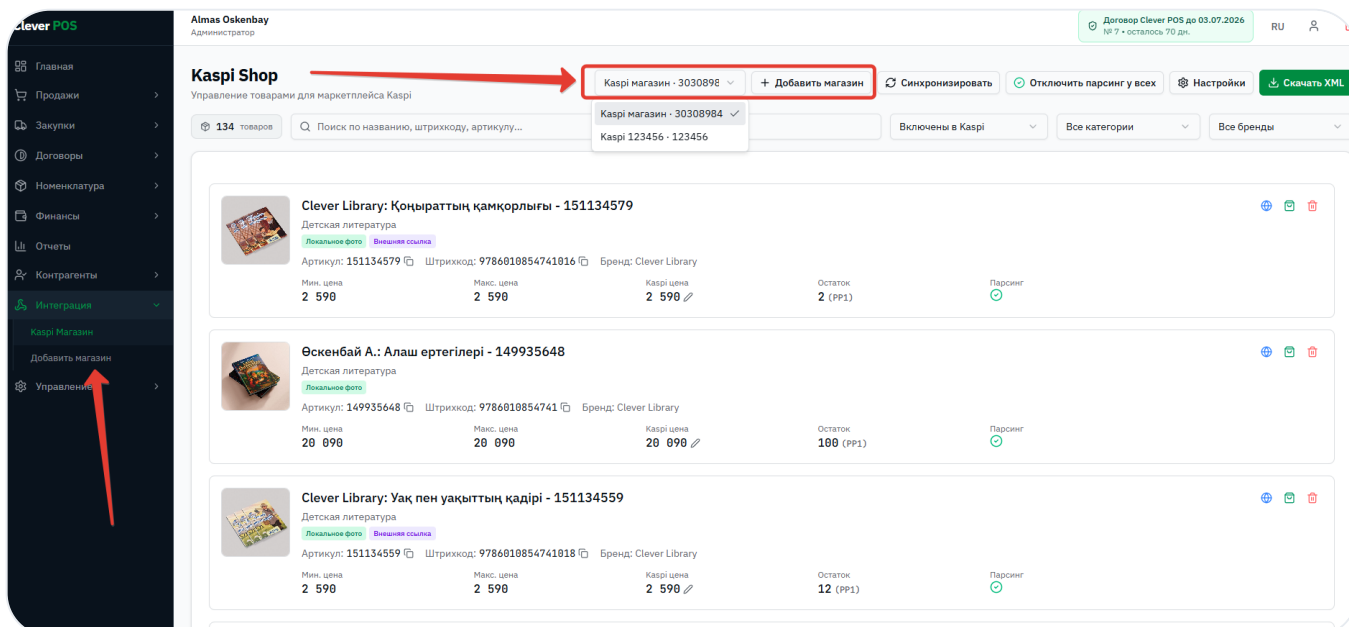 Clever POS
Almas Oskenbay
Администратор
Договор Clever POS до 03.07.2026
№ 7 • осталось 70 дн.
RU
Главная
Продажи
Закупки
Договоры
Номенклатура
Финансы
Отчеты
Контрагенты
Интеграция
Kaspi Магазин
Добавить магазин
Управление
Kaspi Shop
Управление товарами для маркетплейса Kaspi
Kaspi магазин · 3030898
+ Добавить магазин
Синхронизировать
Отключить парсинг у всех
Настройки
Скачать XML
Kaspi магазин · 30308984
Kaspi 123456 · 123456
134 товаров
Поиск по названию, штрихкоду, артикулу...
Включены в Kaspi
Все категории
Все бренды
Clever Library: Қоңыраттың қамқорлығы - 151134579
Детская литература
Локальное фото Внешняя ссылка
Артикул: 151134579 Штрихкод: 9786010854741016 Бренд: Clever Library
Мин. цена Макс. цена Kaspi цена Остаток Парсинг
2 590 2 590 2 590 2 (PP1)
Өскенбай А.: Алаш ертегілері - 149935648
Детская литература
Локальное фото
Артикул: 149935648 Штрихкод: 9786010854741 Бренд: Clever Library
Мин. цена Макс. цена Kaspi цена Остаток Парсинг
20 090 20 090 20 090 100 (PP1)
Clever Library: Уақ пен уақыттың қадірі - 151134559
Детская литература
Локальное фото Внешняя ссылка
Артикул: 151134559 Штрихкод: 9786010854741018 Бренд: Clever Library
Мин. цена Макс. цена Kaspi цена Остаток Парсинг
2 590 2 590 2 590 12 (PP1)